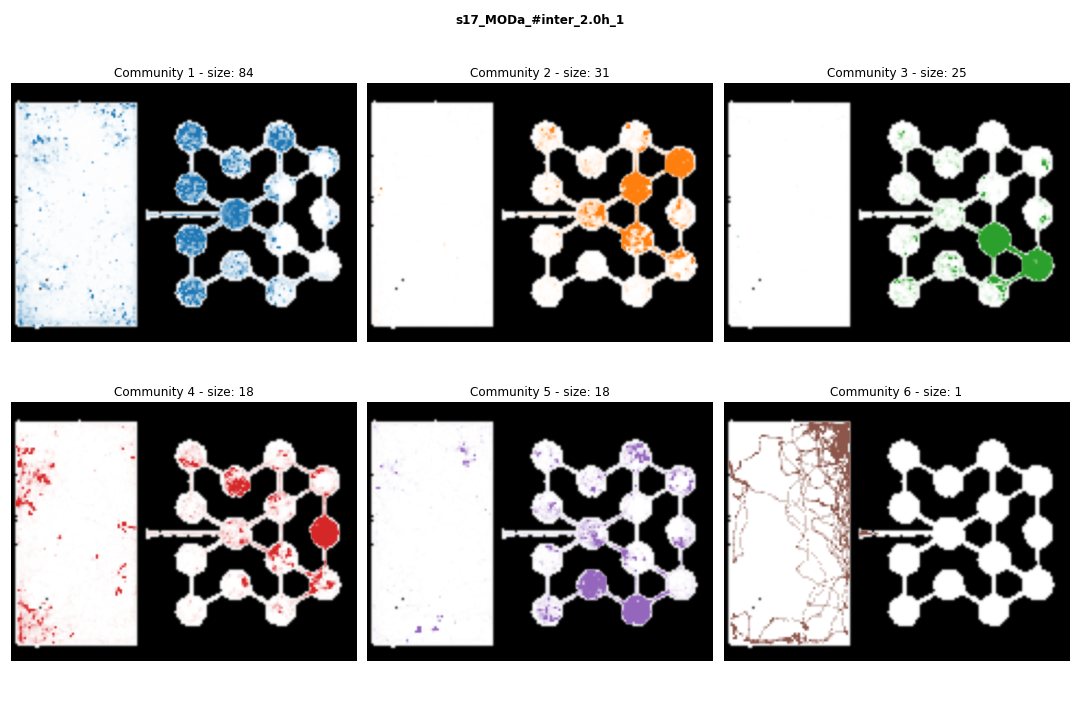 s17_MODa_#inter_2.0h_1
Community 1 - size: 84
Community 2 - size: 31
Community 3 - size: 25
Community 4 - size: 18
Community 5 - size: 18
Community 6 - size: 1